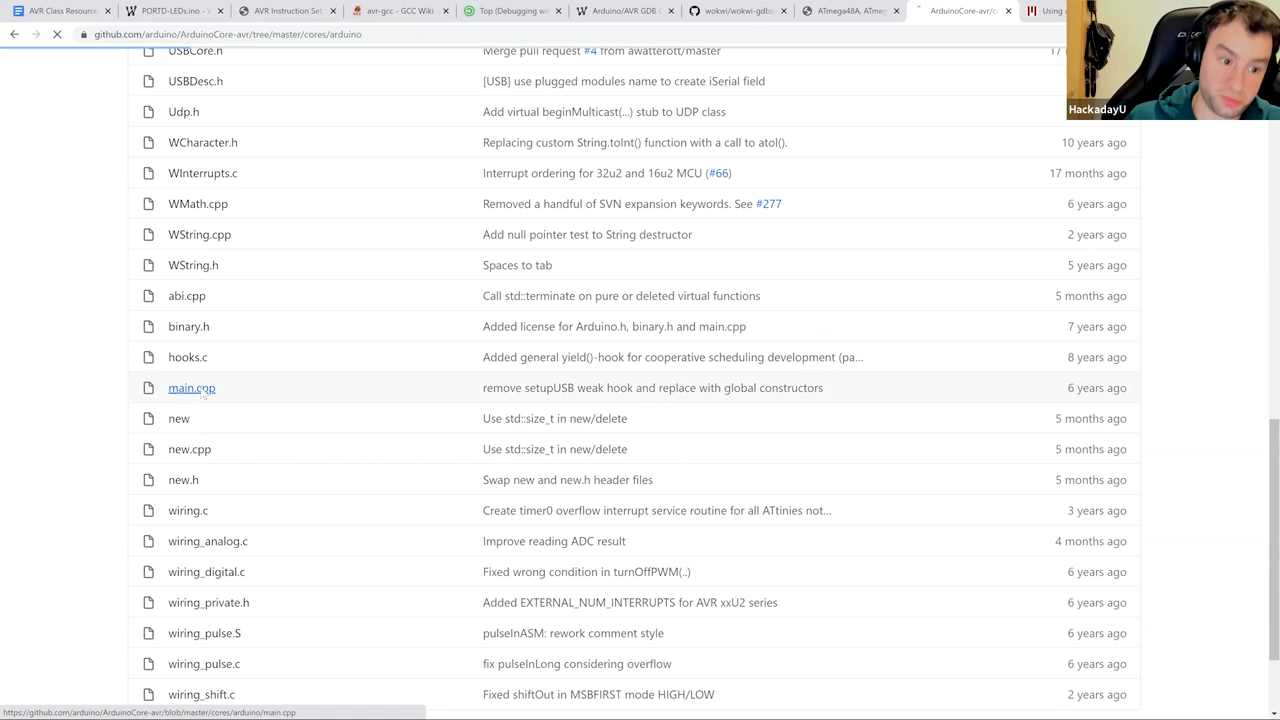 AVR Class Resourc
PORTD-LEDs.ino - W
AVR Instruction Set
avr-gcc - GCC Wiki
Top (Debugging wi
Arduino/AVR GDB
wokwi/wokwi-gdbs
ATmega48A, ATmeg
ArduinoCore-avr/co
Using
github.com/arduino/ArduinoCore-avr/tree/master/cores/arduino
HackadayU
USBCore.h Merge pull request #4 from awatterott/master 17
USBDesc.h [USB] use plugged modules name to create iSerial field
Udp.h Add virtual beginMulticast(...) stub to UDP class
WCharacter.h Replacing custom String.toInt() function with a call to atol(). 10 years ago
WInterrupts.c Interrupt ordering for 32u2 and 16u2 MCU (#66) 17 months ago
WMath.cpp Removed a handful of SVN expansion keywords. See #277 6 years ago
WString.cpp Add null pointer test to String destructor 2 years ago
WString.h Spaces to tab 5 years ago
abi.cpp Call std::terminate on pure or deleted virtual functions 5 months ago
binary.h Added license for Arduino.h, binary.h and main.cpp 7 years ago
hooks.c Added general yield()-hook for cooperative scheduling development (pa... 8 years ago
main.cpp remove setupUSB weak hook and replace with global constructors 6 years ago
new Use std::size_t in new/delete 5 months ago
new.cpp Use std::size_t in new/delete 5 months ago
new.h Swap new and new.h header files 5 months ago
wiring.c Create timer0 overflow interrupt service routine for all ATtinies not... 3 years ago
wiring_analog.c Improve reading ADC result 4 months ago
wiring_digital.c Fixed wrong condition in turnOffPWM(..) 6 years ago
wiring_private.h Added EXTERNAL_NUM_INTERRUPTS for AVR xxU2 series 6 years ago
wiring_pulse.S pulseInASM: rework comment style 6 years ago
wiring_pulse.c fix pulseInLong considering overflow 6 years ago
wiring_shift.c Fixed shiftOut in MSBFIRST mode HIGH/LOW 2 years ago
https://github.com/arduino/ArduinoCore-avr/blob/master/cores/arduino/main.cpp